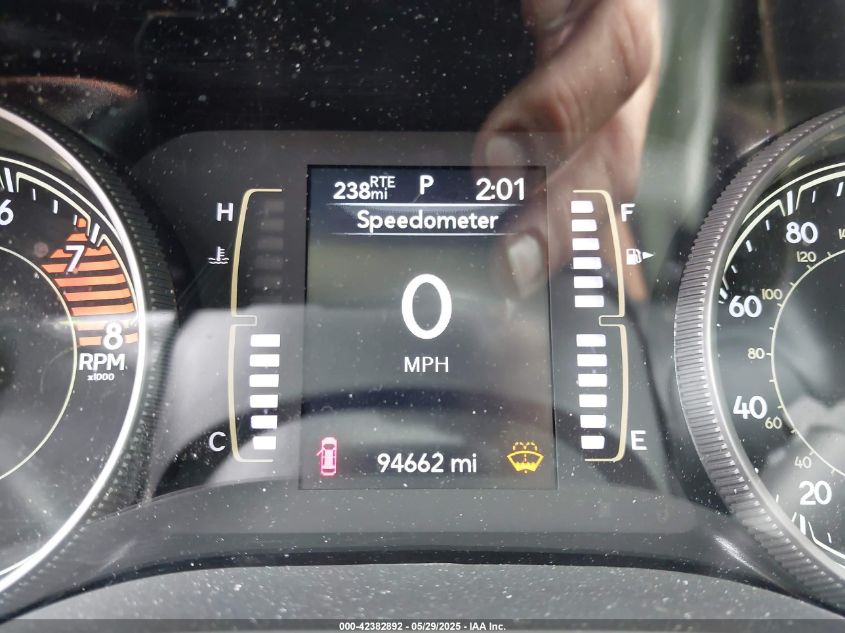 238 RTE mi P 2:01
Speedometer
H F
0
MPH
C E
94662 mi
6
7
8
RPM
x1000
80
60
40
20
120
100
80
60
40
000-42382892 - 05/29/2025 - IAA Inc.